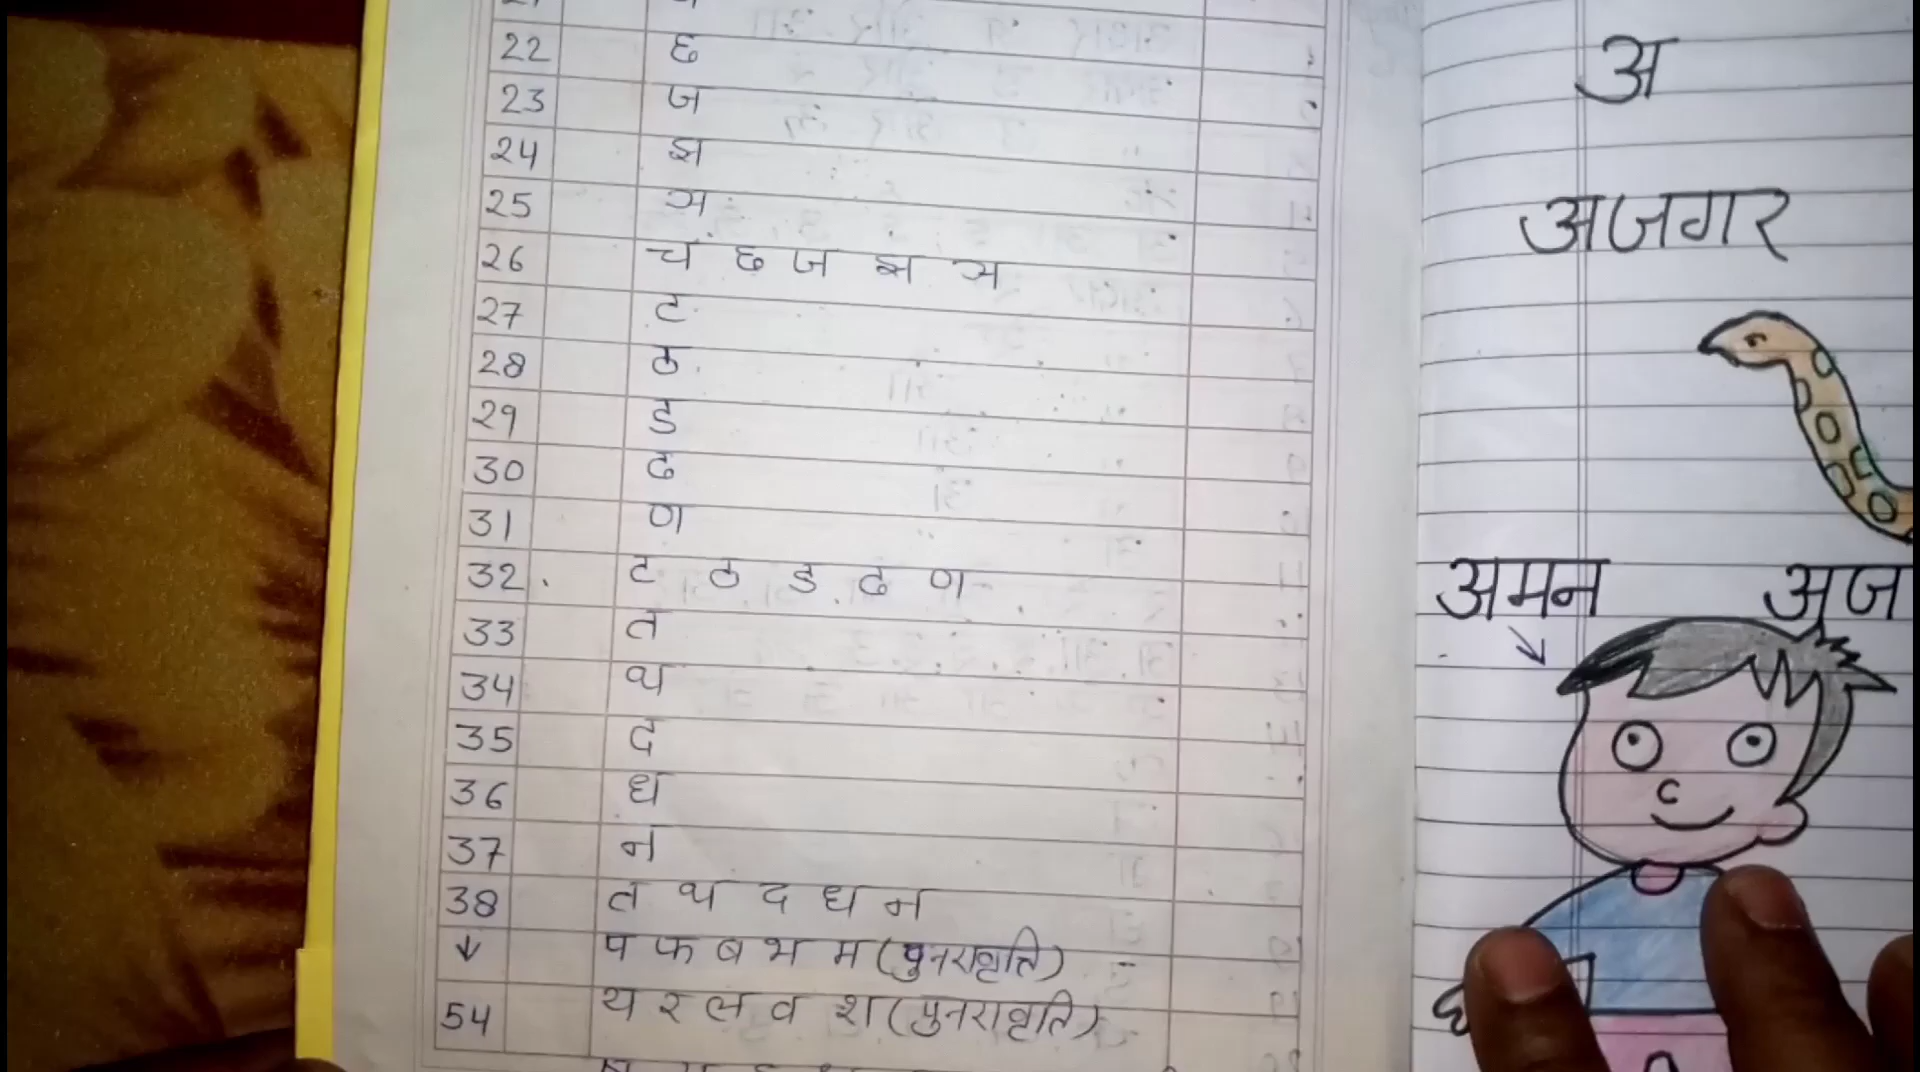 22 छ
23 ज
24 झ
25 ञ
26 च छ ज झ ञ
27 ट
28 ठ
29 ड
30 ढ
31 ण
32. ट ठ ड ढ ण
33 त
34 थ
35 द
36 ध
37 न
38 त थ द ध न
↓ प फ ब भ म (पुनरावृत्ति)
54 य र ल व श (पुनरावृत्ति)
अ
अजगर
अमन अज